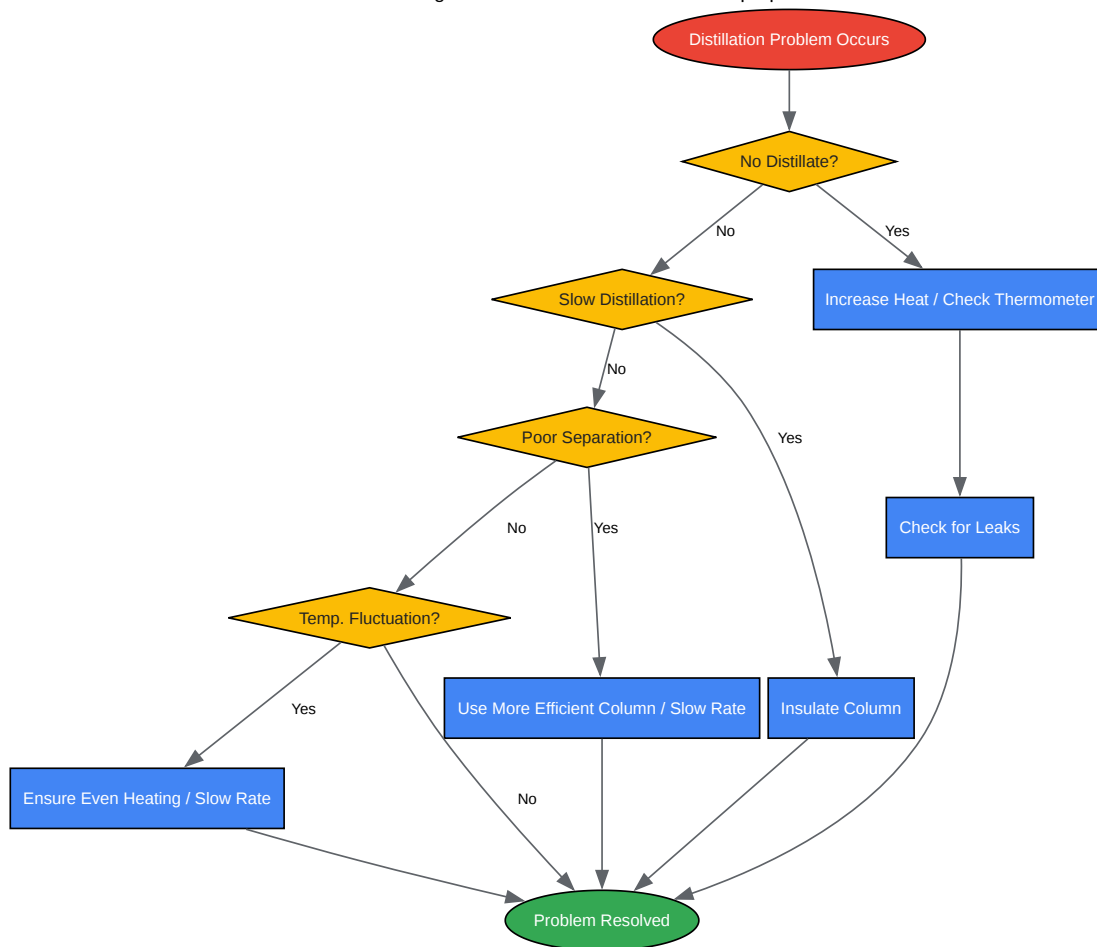 Distillation Problem Occurs
No Distillate?
No
Yes
Slow Distillation?
Increase Heat / Check Thermometer
No
Poor Separation?
Yes
No
Yes
Check for Leaks
Temp. Fluctuation?
Yes
Use More Efficient Column / Slow Rate
Insulate Column
Ensure Even Heating / Slow Rate
No
Problem Resolved